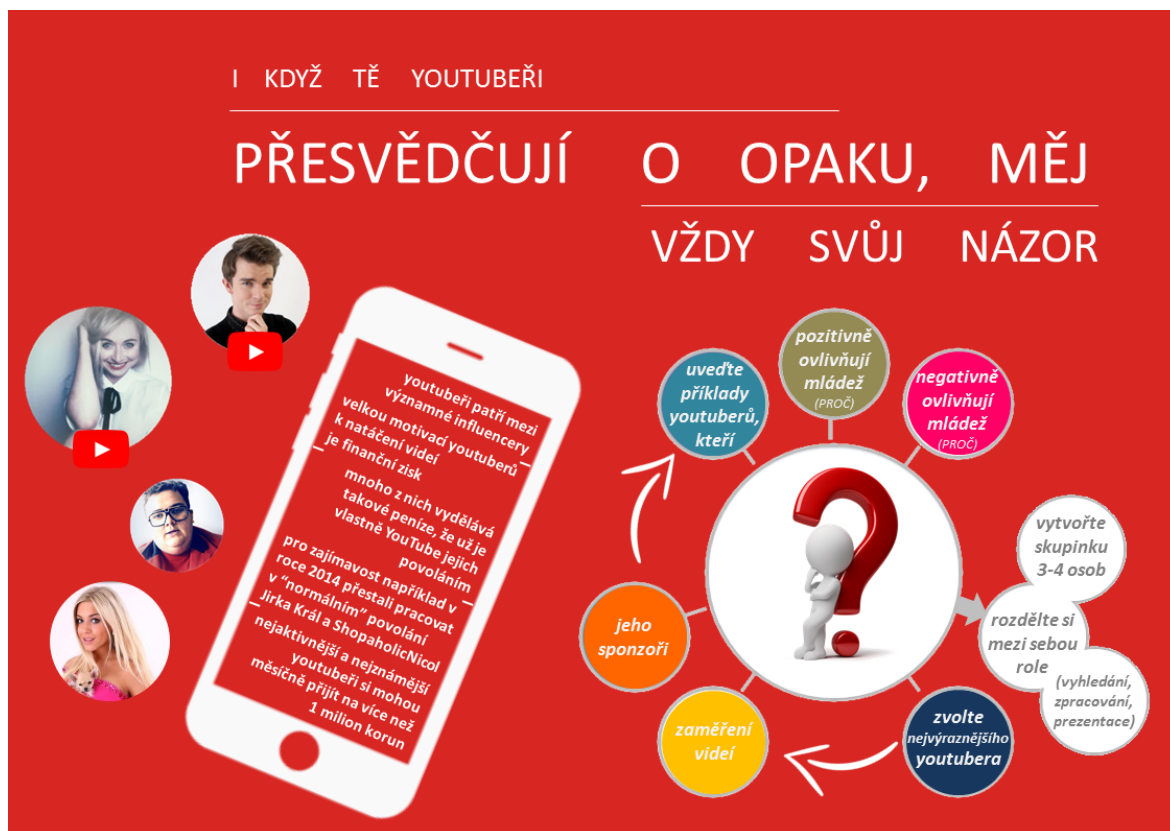 I KDYŽ TĚ YOUTUBEŘI
PŘESVĚDČUJÍ O OPAKU, MĚJ
VŽDY SVŮJ NÁZOR
youtubeři patří mezi
významné influencery
velkou motivací youtuberů
k natáčení videí
je finanční zisk
mnoho z nich vydělává
takové peníze, že už je
vlastně YouTube jejich
povoláním
pro zajímavost například v
roce 2014 přestali pracovat
v “normálním” povolání
Jirka Král a ShopaholicNicol
nejaktivnější a nejznámější
youtubeři si mohou
měsíčně přijít na více než
1 milion korun
uveďte
příklady
youtuberů,
kteří
pozitivně
ovlivňují
mládež
(PROČ)
negativně
ovlivňují
mládež
(PROČ)
vytvořte
skupinku
3-4 osob
rozdělte si
mezi sebou
role
(vyhledání,
zpracování,
prezentace)
zvolte
nejvýraznějšího
youtubera
zaměření
videí
jeho
sponzoři